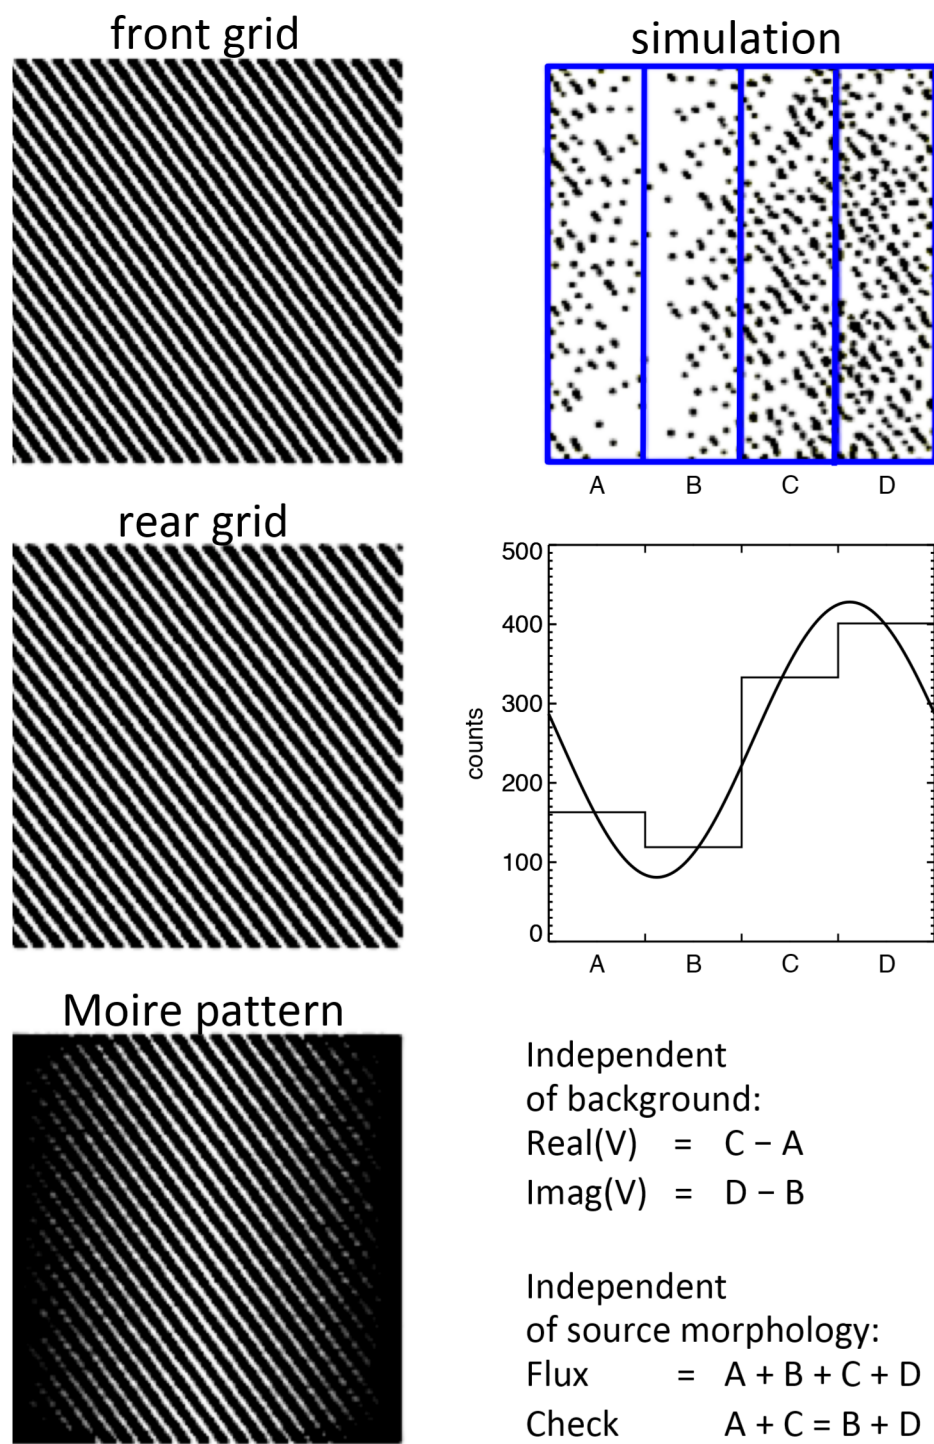 front grid
simulation
A B C D
rear grid
500
400
300
200
100
0
counts
A B C D
Moire pattern
Independent
of background:
Real(V) = C − A
Imag(V) = D − B
Independent
of source morphology:
Flux = A + B + C + D
Check A + C = B + D